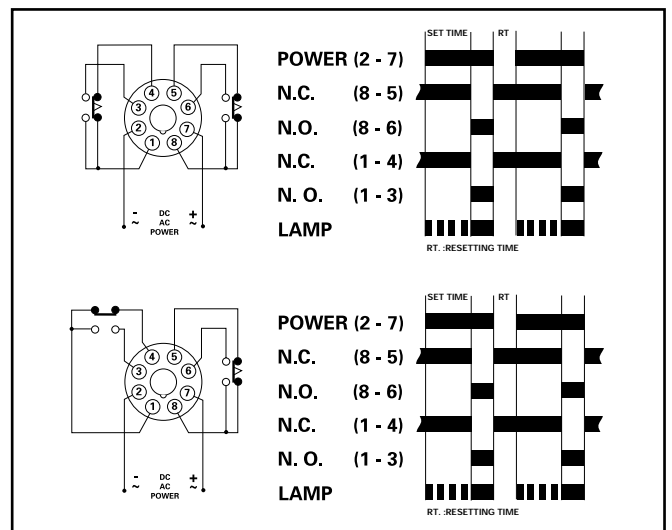 SET TIME RT
POWER (2 - 7)
N.C. (8 - 5)
N.O. (8 - 6)
N.C. (1 - 4)
N. O. (1 - 3)
LAMP
RT. :RESETTING TIME
4 5
3 6
2 7
1 8
- DC +
~ AC ~
POWER
SET TIME RT
POWER (2 - 7)
N.C. (8 - 5)
N.O. (8 - 6)
N.C. (1 - 4)
N. O. (1 - 3)
LAMP
RT. :RESETTING TIME
4 5
3 6
2 7
1 8
- DC +
~ AC ~
POWER